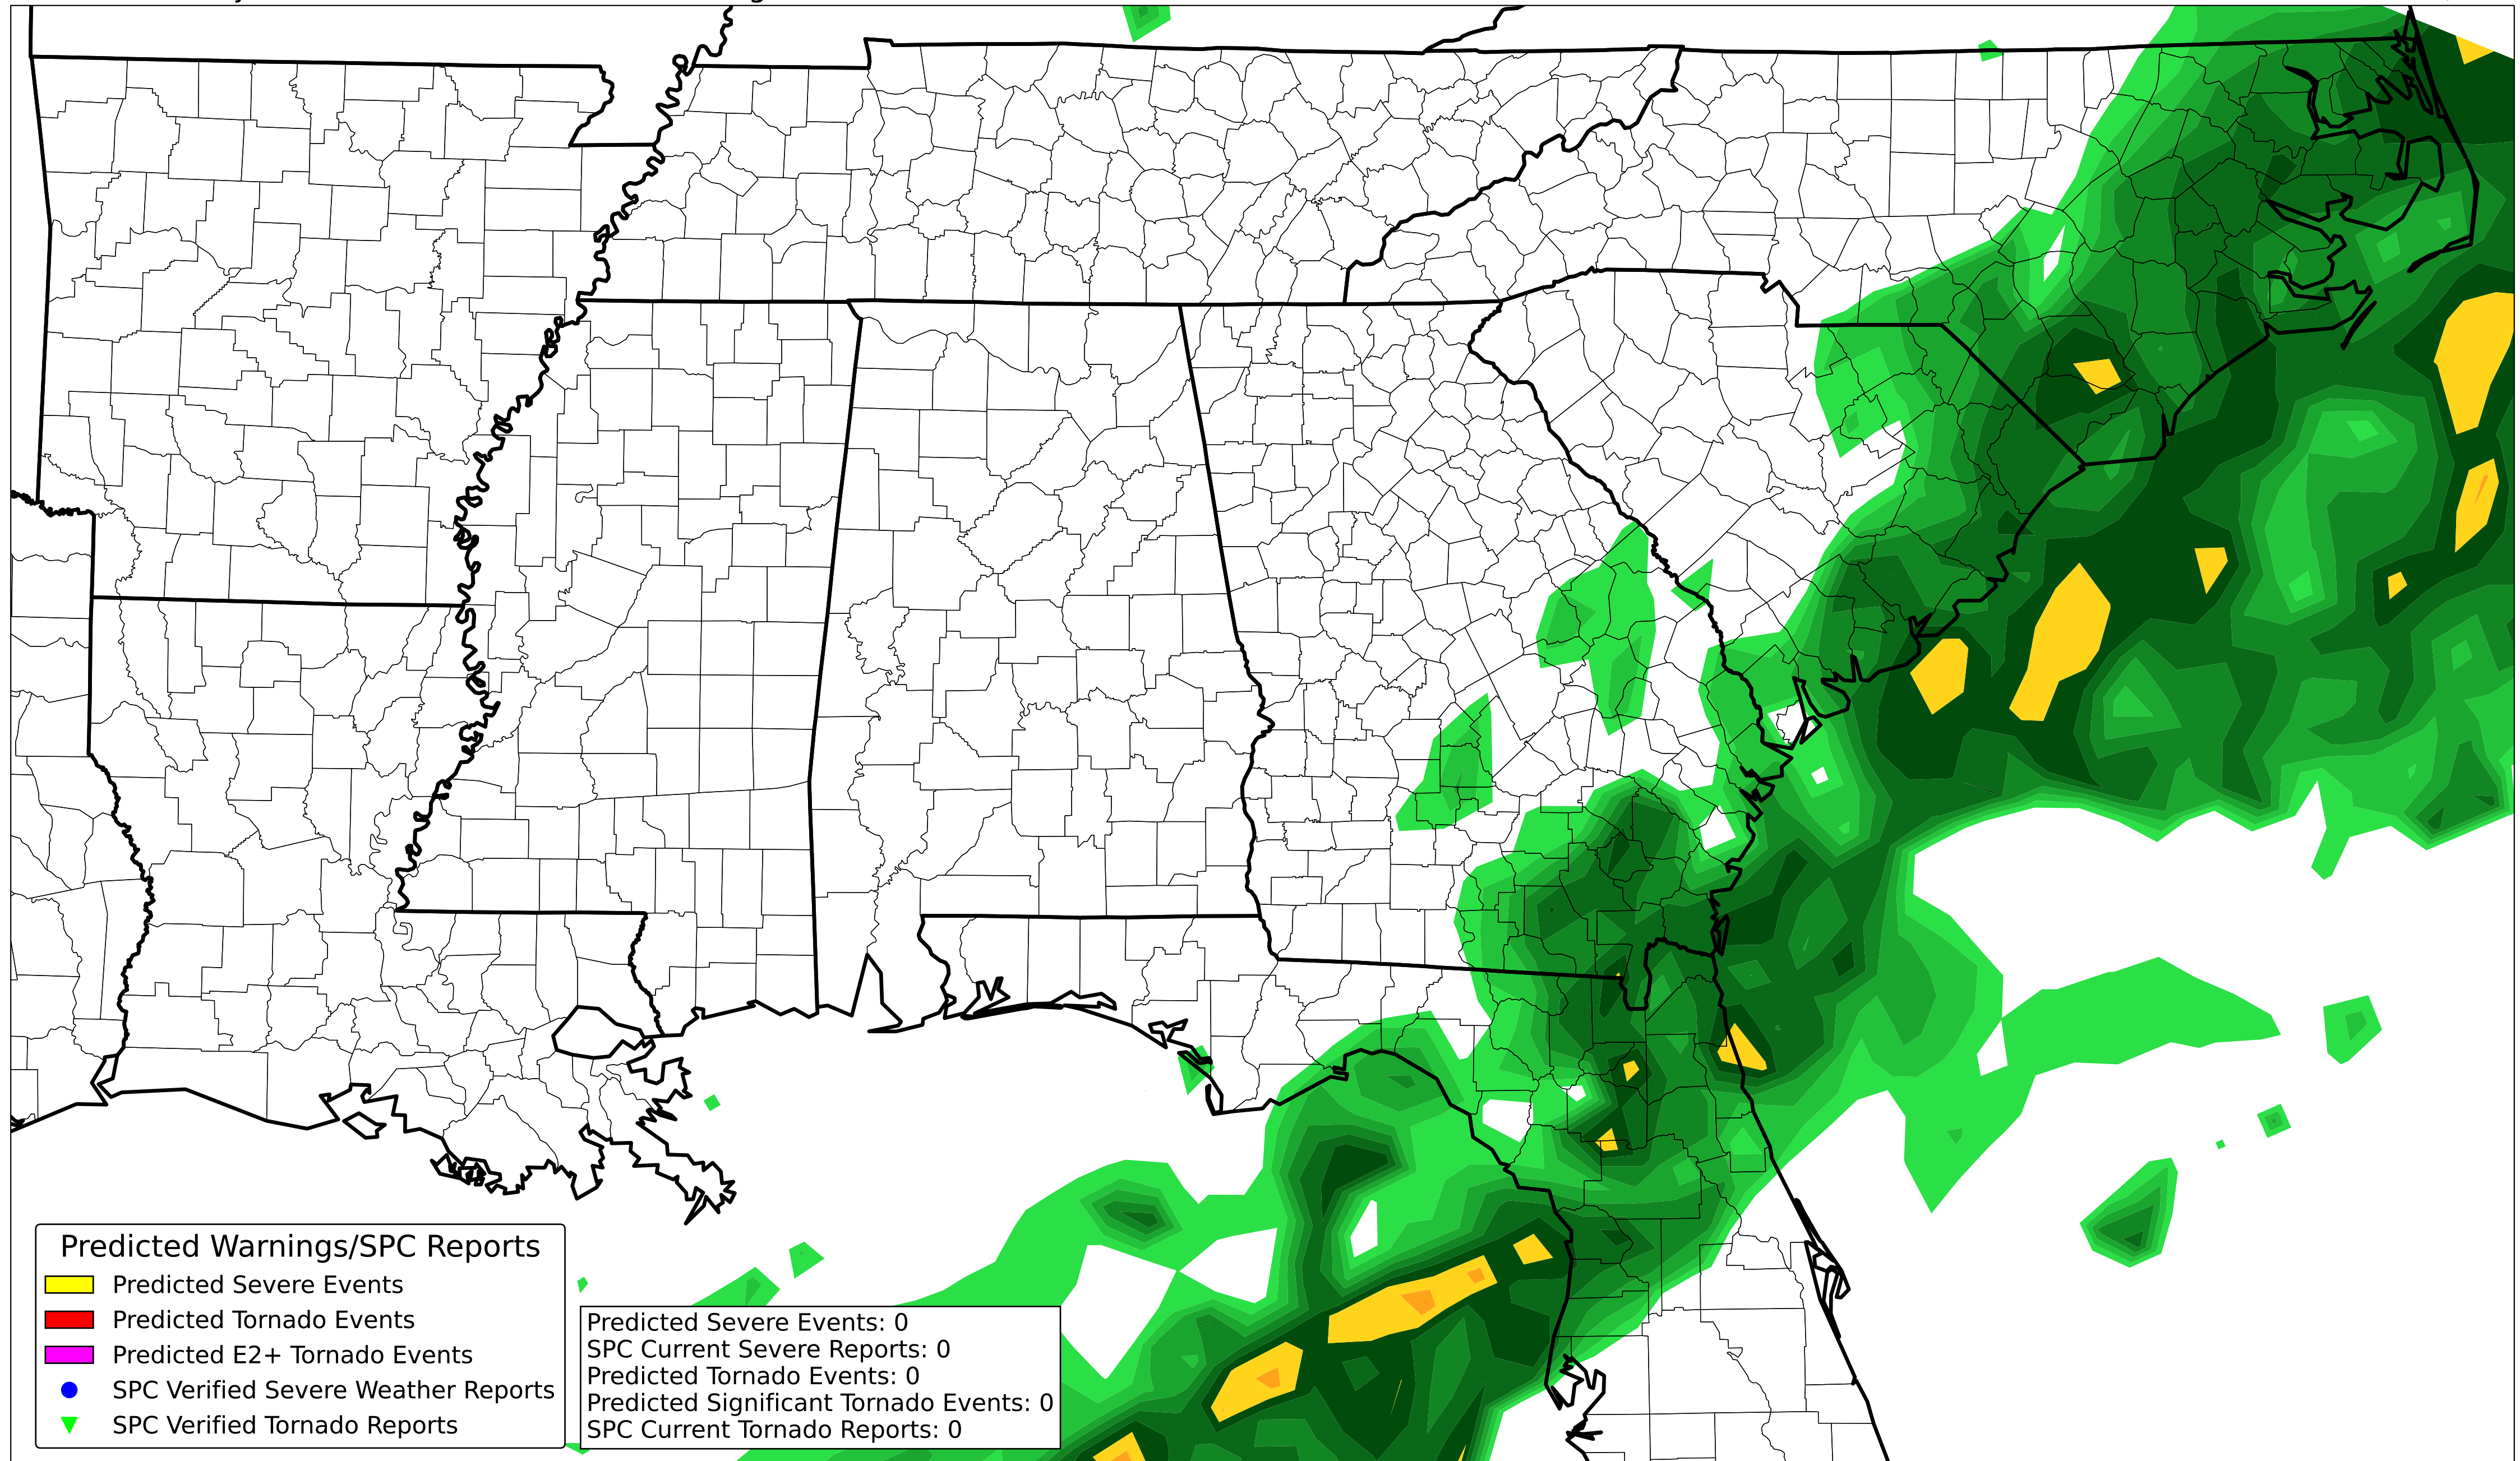 Predicted Warnings/SPC Reports
Predicted Severe Events
Predicted Tornado Events
Predicted E2+ Tornado Events
SPC Verified Severe Weather Reports
SPC Verified Tornado Reports
Predicted Severe Events: 0
SPC Current Severe Reports: 0
Predicted Tornado Events: 0
Predicted Significant Tornado Events: 0
SPC Current Tornado Reports: 0